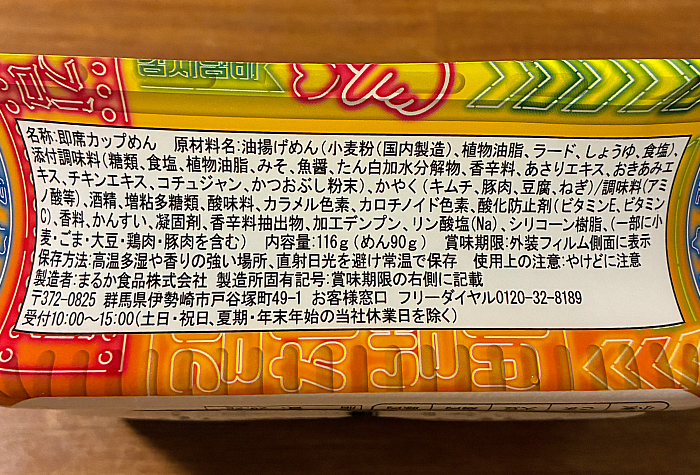 名称:即席カップめん 原材料名:油揚げめん(小麦粉(国内製造)、植物油脂、ラード、しょうゆ、食塩)、
添付調味料(糖類、食塩、植物油脂、みそ、魚醤、たん白加水分解物、香辛料、あさりエキス、おきあみエ
キス、チキンエキス、コチュジャン、かつおぶし粉末)、かやく(キムチ、豚肉、豆腐、ねぎ)/調味料(アミ
ノ酸等)、酒精、増粘多糖類、酸味料、カラメル色素、カロチノイド色素、酸化防止剤(ビタミンE、ビタミン
C)、香料、かんすい、凝固剤、香辛料抽出物、加工デンプン、リン酸塩(Na)、シリコーン樹脂、(一部に小
麦・ごま・大豆・鶏肉・豚肉を含む) 内容量:116g(めん90g) 賞味期限:外装フィルム側面に表示
保存方法:高温多湿や香りの強い場所、直射日光を避け常温で保存 使用上の注意:やけどに注意
製造者:まるか食品株式会社 製造所固有記号:賞味期限の右側に記載
〒372-0825 群馬県伊勢崎市戸谷塚町49-1 お客様窓口 フリーダイヤル0120-32-8189
受付10:00~15:00(土日・祝日、夏期・年末年始の当社休業日を除く)